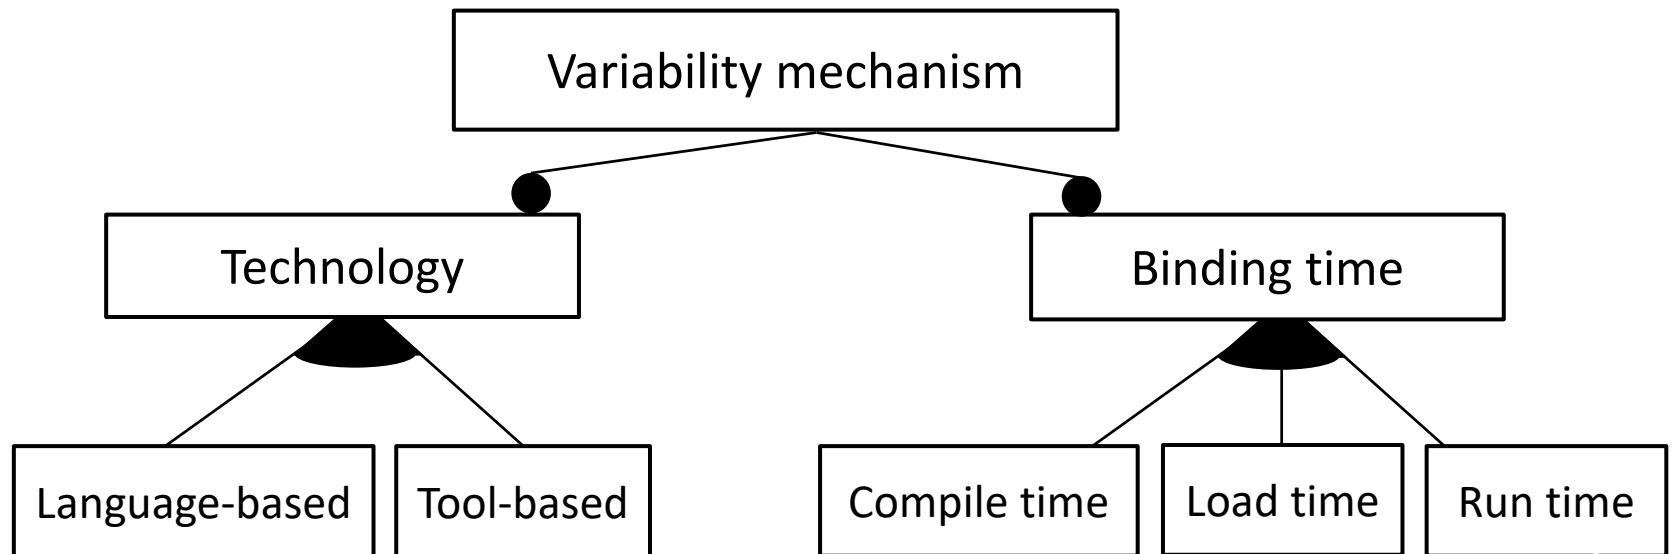 Variability mechanism
Technology
Binding time
Language-based
Tool-based
Compile time
Load time
Run time